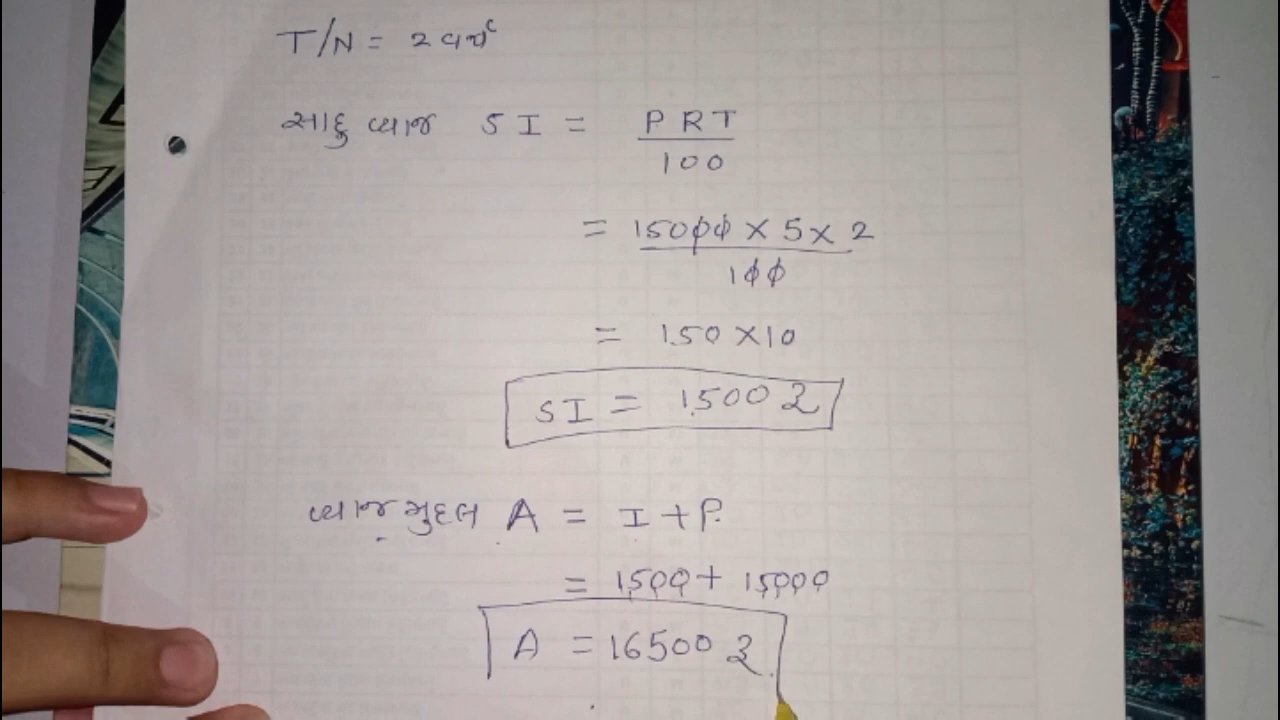 T/N = 2 વર્ષ
સાદુ વ્યાજ SI = PRT
100
= 15000 × 5 × 2
100
= 150 × 10
SI = 1500 રૂ
વ્યાજમુદલ A = I + P.
= 1500 + 15000
A = 16500 રૂ.